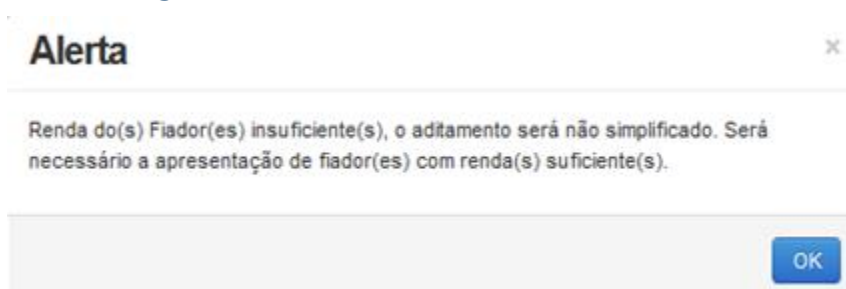 Alerta
×
Renda do(s) Fiador(es) insuficiente(s), o aditamento será não simplificado. Será
necessário a apresentação de fiador(es) com renda(s) suficiente(s).
OK